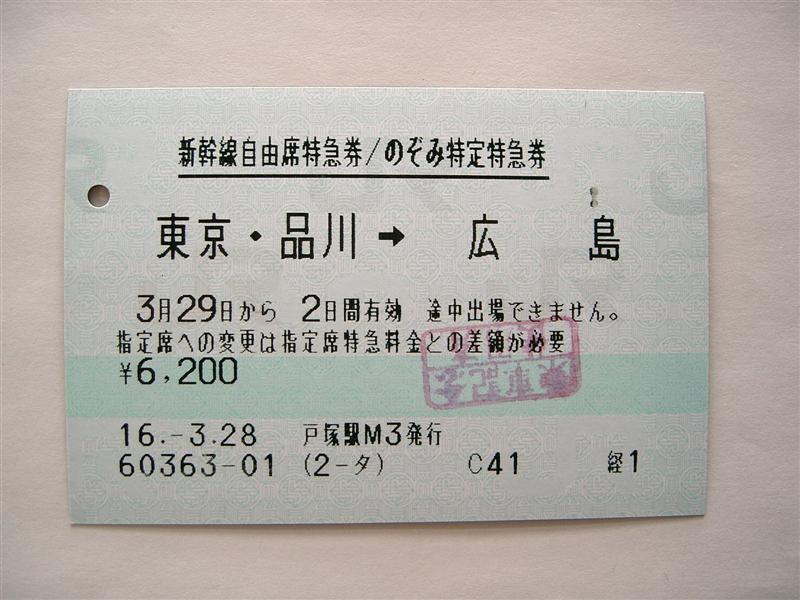 新幹線自由席特急券/のぞみ特定特急券
東京・品川→広島
3月29日から 2日間有効 途中出場できません。
指定席への変更は指定席特急料金との差額が必要
¥6,200
乗車記念
16.-3.28 戸塚駅M3発行
60363-01 (2-タ) C41 経1